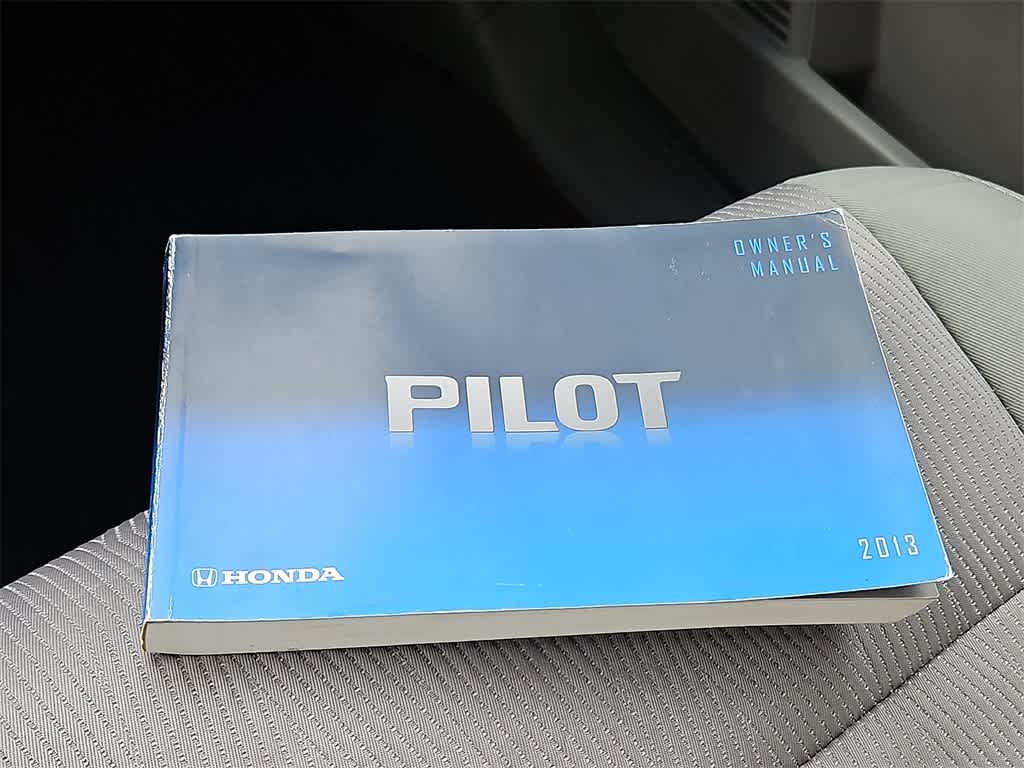 OWNER'S
MANUAL
PILOT
2013
HONDA